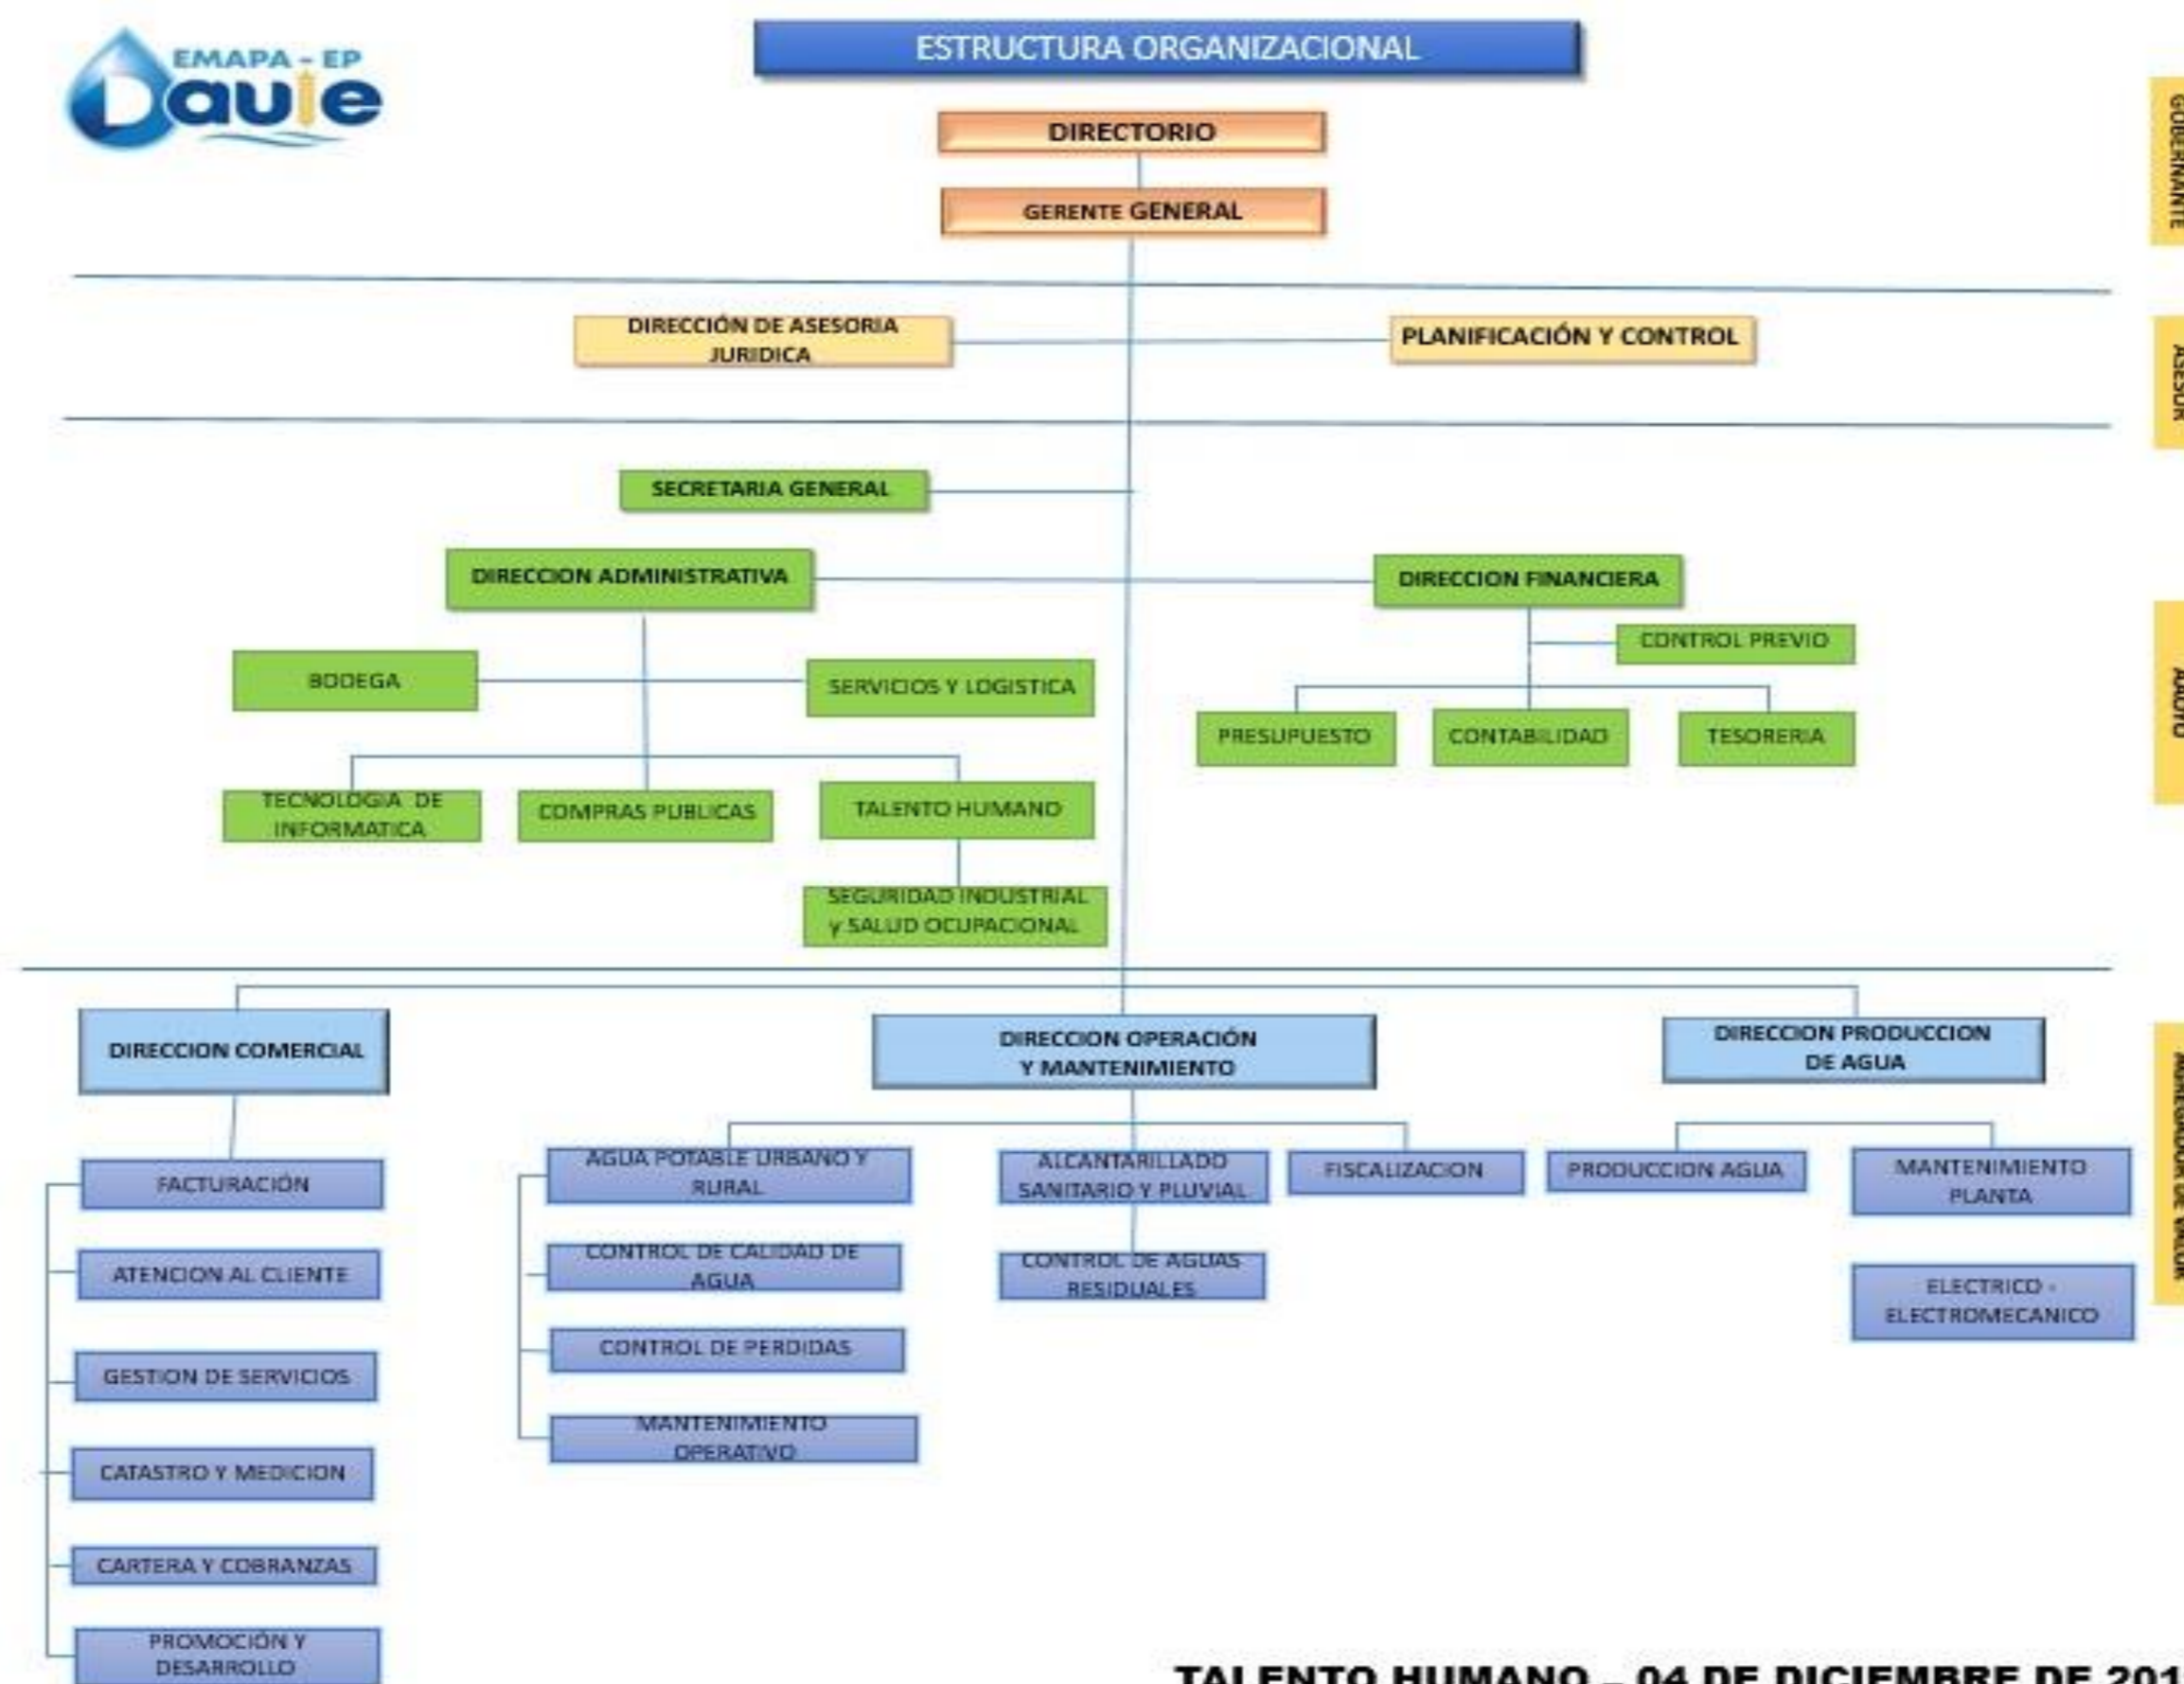 EMAPA - EP
Daule
ESTRUCTURA ORGANIZACIONAL
GOBERNANTE
DIRECTORIO
GERENTE GENERAL
DIRECCIÓN DE ASESORIA
JURIDICA
PLANIFICACIÓN Y CONTROL
ASESOR
SECRETARIA GENERAL
DIRECCION ADMINISTRATIVA
DIRECCION FINANCIERA
CONTROL PREVIO
BODEGA
SERVICIOS Y LOGISTICA
APOYO
PRESUPUESTO
CONTABILIDAD
TESORERIA
TECNOLOGIA DE
INFORMATICA
COMPRAS PUBLICAS
TALENTO HUMANO
SEGURIDAD INDUSTRIAL
y SALUD OCUPACIONAL
DIRECCION COMERCIAL
DIRECCION OPERACIÓN
Y MANTENIMIENTO
DIRECCION PRODUCCION
DE AGUA
AGREGADOR DE VALOR
FACTURACIÓN
ATENCION AL CLIENTE
GESTION DE SERVICIOS
CATASTRO Y MEDICION
CARTERA Y COBRANZAS
PROMOCIÓN Y
DESARROLLO
AGUA POTABLE URBANO Y
RURAL
CONTROL DE CALIDAD DE
AGUA
CONTROL DE PERDIDAS
MANTENIMIENTO
OPERATIVO
ALCANTARILLADO
SANITARIO Y PLUVIAL
CONTROL DE AGUAS
RESIDUALES
FISCALIZACION
PRODUCCION AGUA
MANTENIMIENTO
PLANTA
ELECTRICO -
ELECTROMECANICO
TALENTO HUMANO - 04 DE DICIEMBRE DE 201